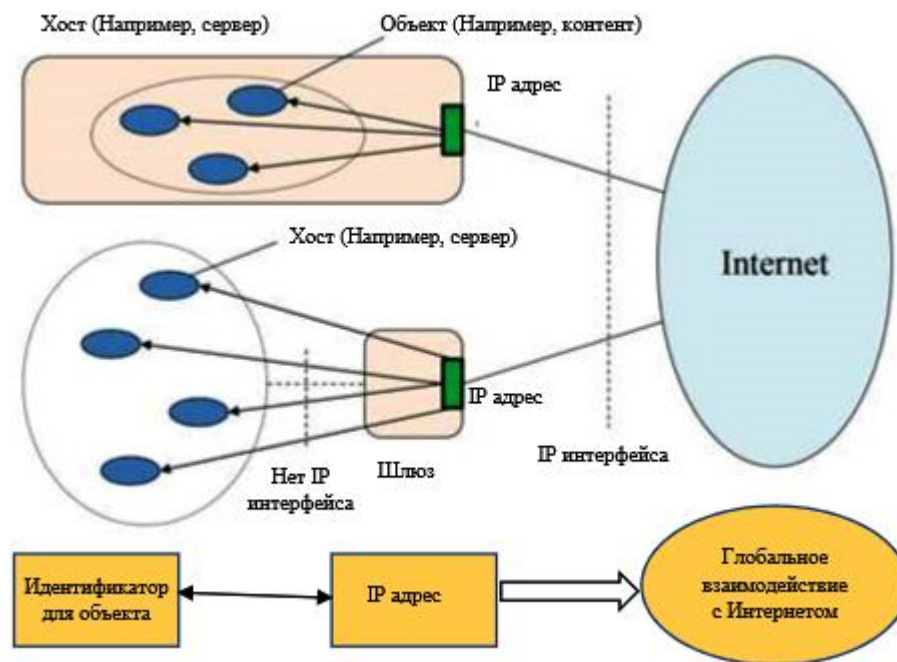 Хост (Например, сервер)
Объект (Например, контент)
IP адрес
Хост (Например, сервер)
Internet
IP адрес
IP интерфейса
Шлюз
Нет IP
интерфейса
Идентификатор
для объекта
IP адрес
Глобальное
взаимодействие
с Интернетом